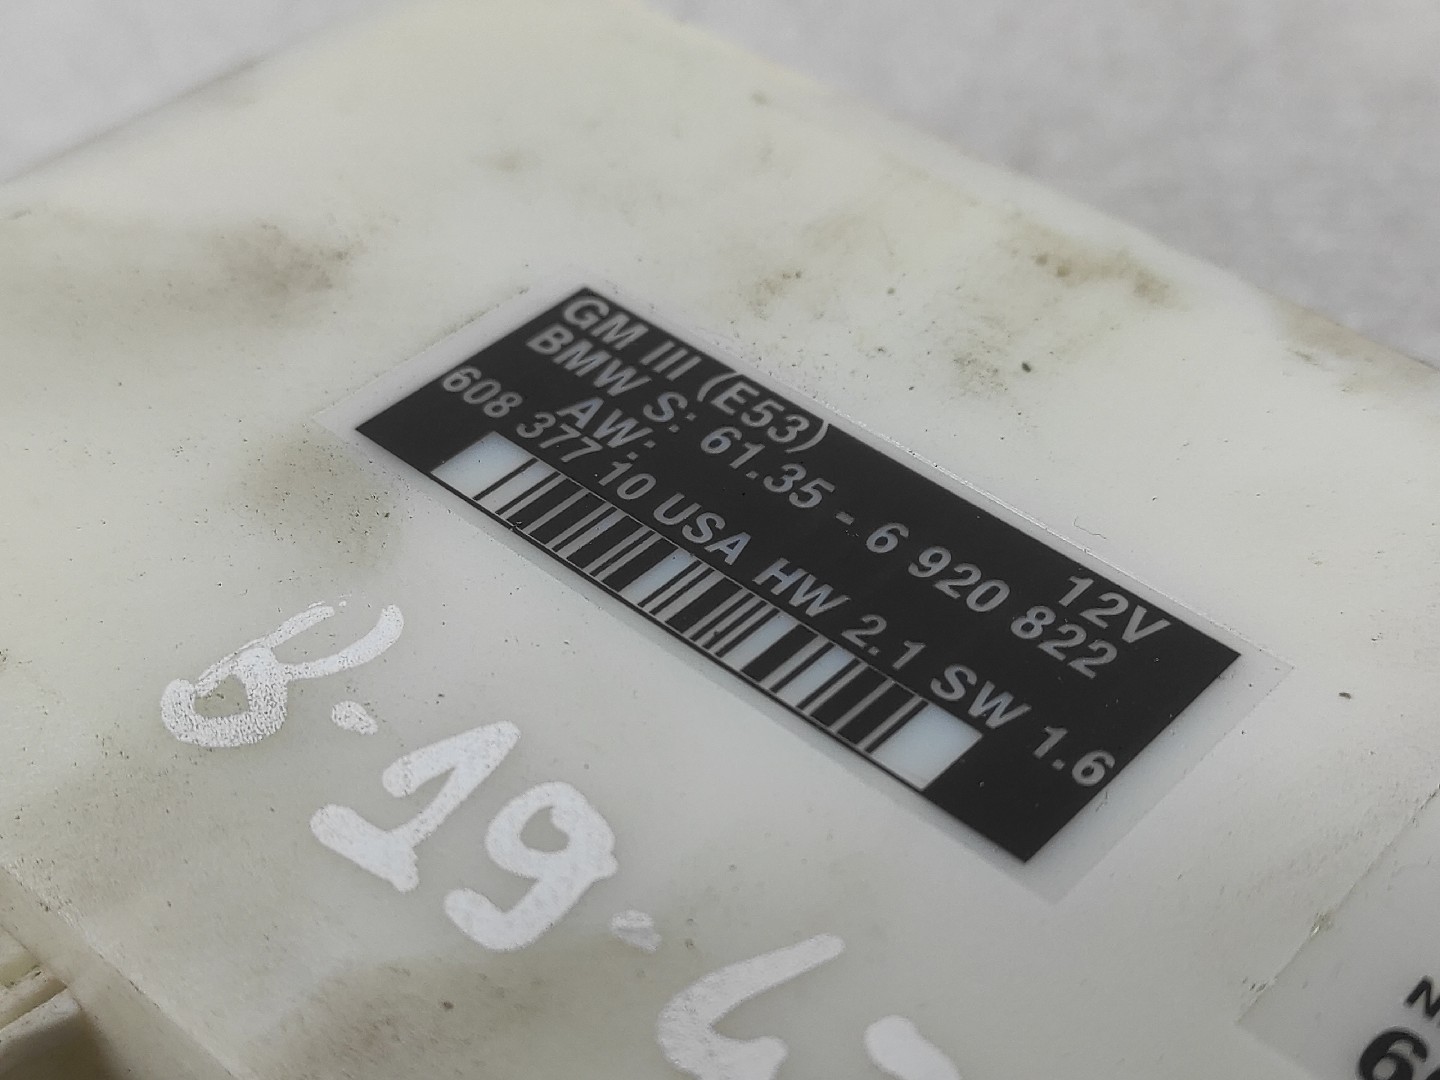 GM III (E53) 12V
BMW S: 61.35 - 6 920 822
AW:
608 377 10 USA HW 2.1 SW 1.6